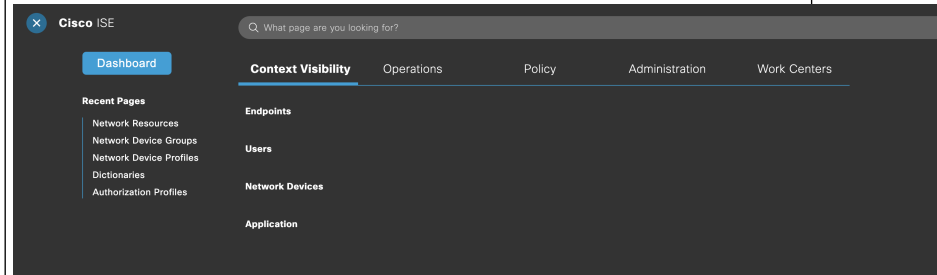 Cisco ISE
What page are you looking for?
Dashboard
Context Visibility Operations Policy Administration Work Centers
Recent Pages
Network Resources
Network Device Groups
Network Device Profiles
Dictionaries
Authorization Profiles
Endpoints
Users
Network Devices
Application